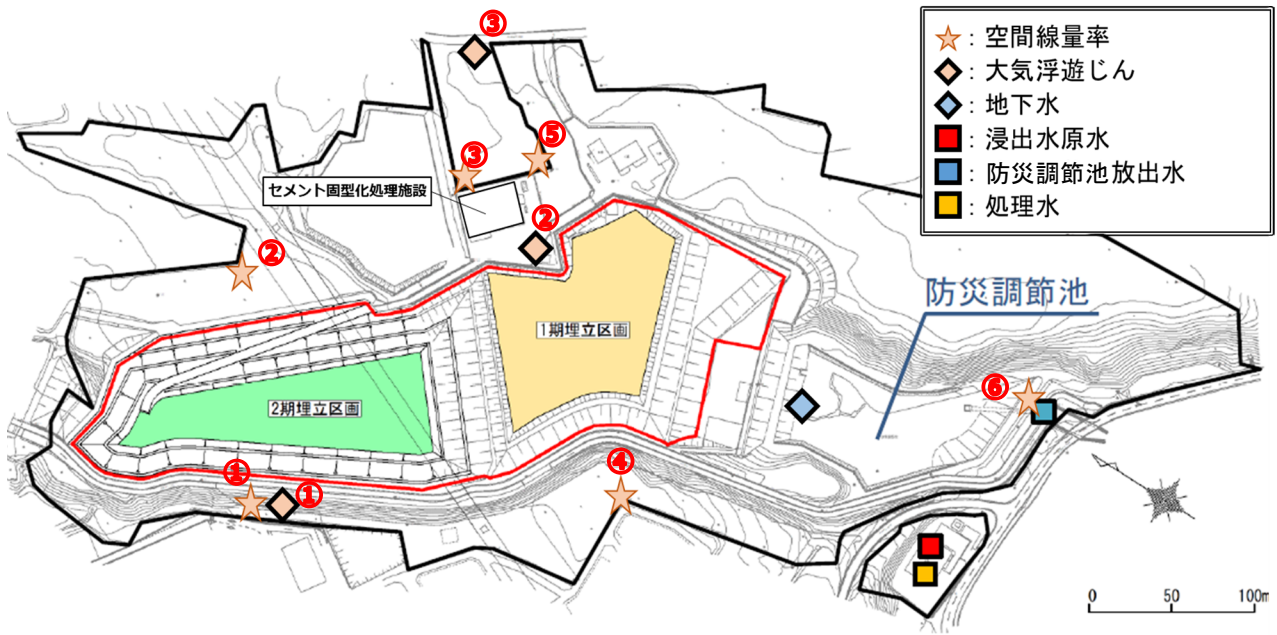 ③
：空間線量率
：大気浮遊じん
：地下水
：浸出水原水
：防災調節池放出水
：処理水
⑤
③
セメント固型化処理施設
②
②
防災調節池
1期埋立区画
⑥
2期埋立区画
①
①
④
0 50 100m